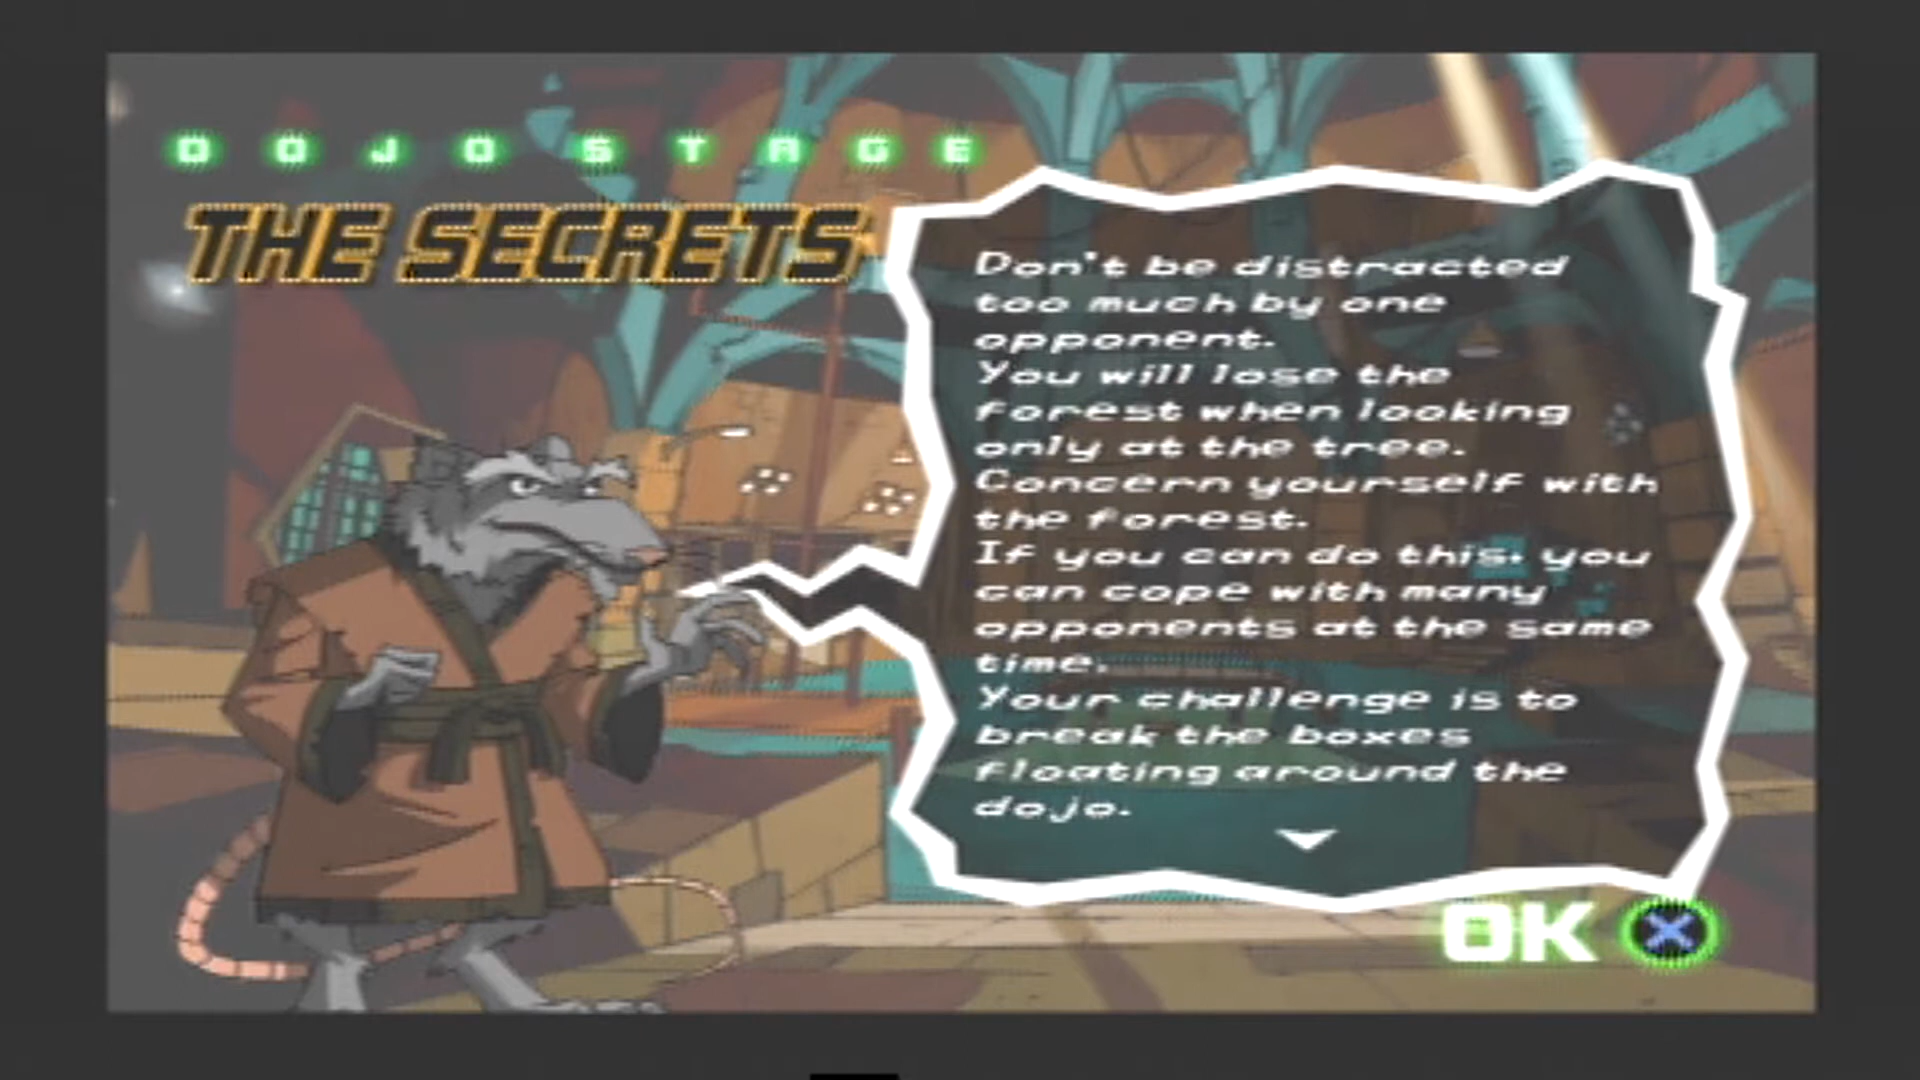 DOJO STAGE
THE SECRETS
Don't be distracted
too much by one
opponent.
You will lose the
forest when looking
only at the tree.
Concern yourself with
the forest.
If you can do this, you
can cope with many
opponents at the same
time.
Your challenge is to
break the boxes
floating around the
dojo.
OK